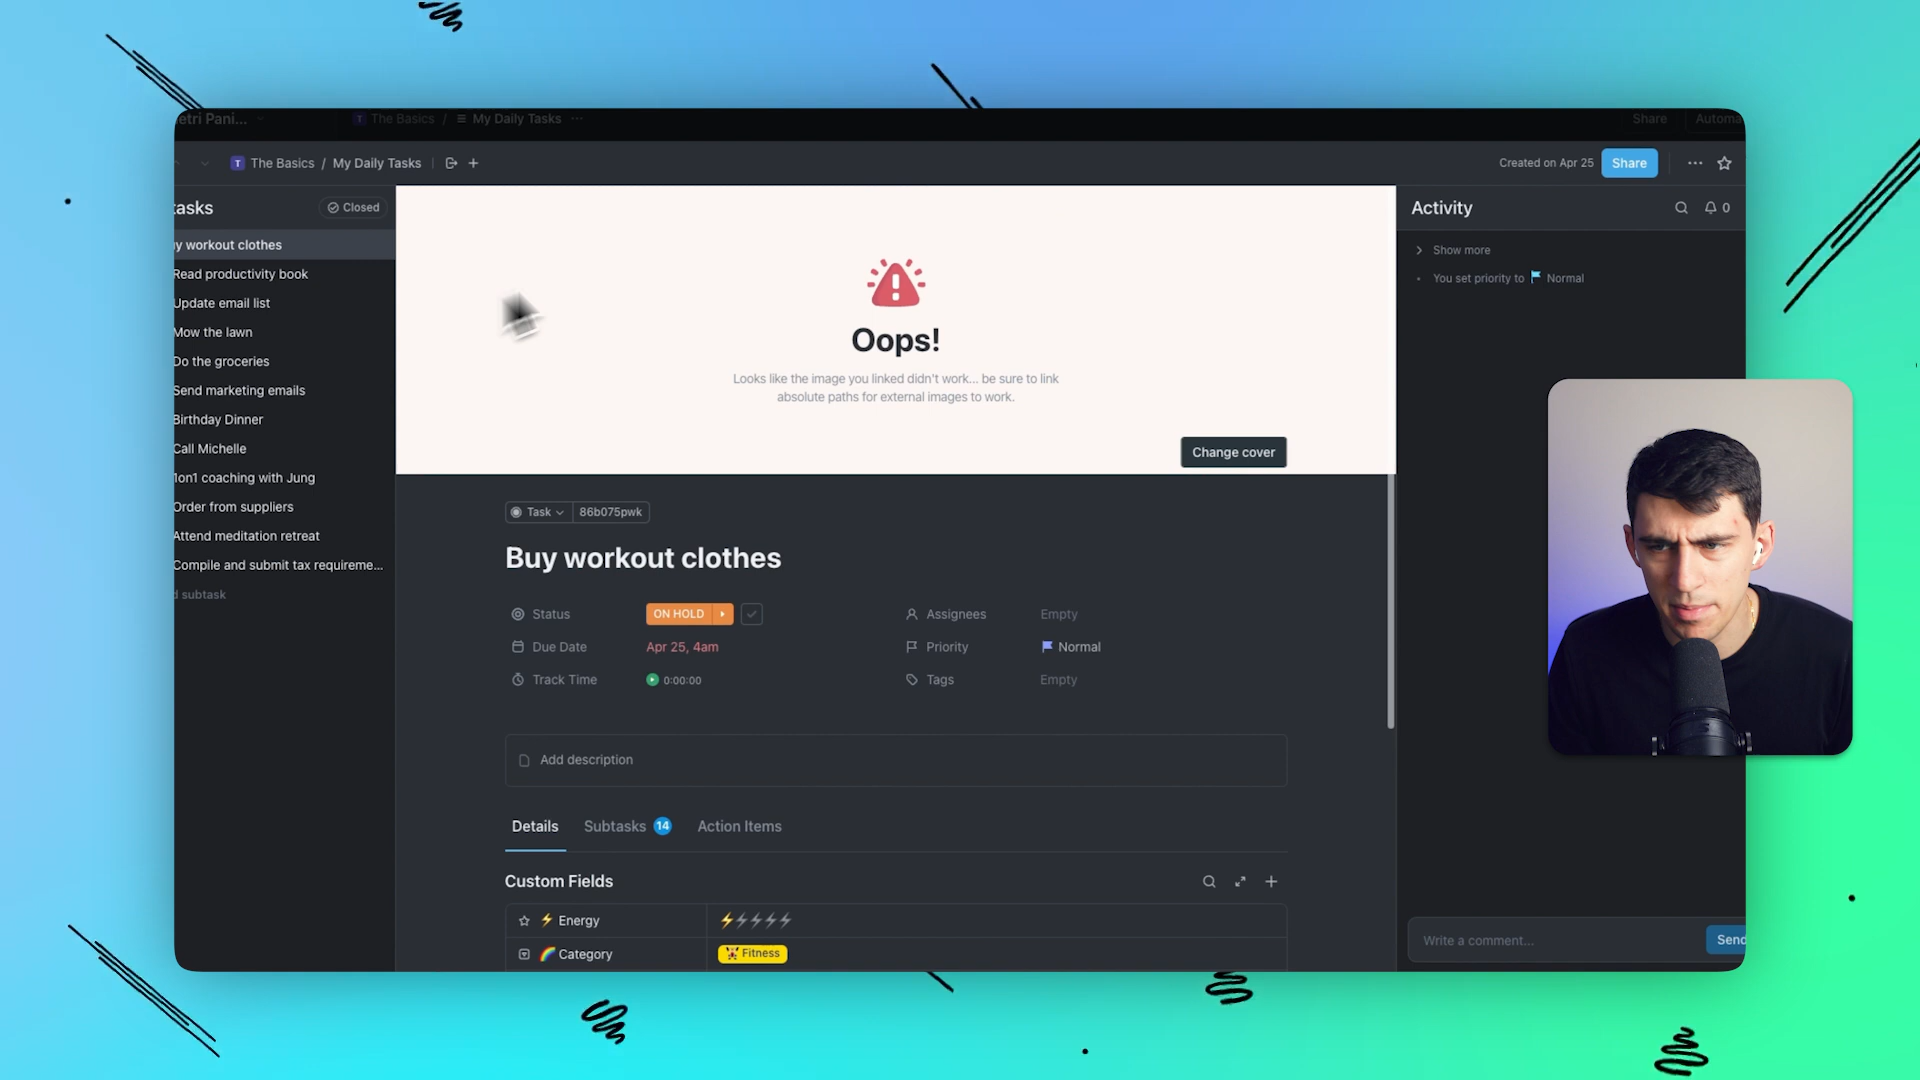 etri Pani...
T The Basics / My Daily Tasks ...
Share
Automa
T The Basics / My Daily Tasks
Created on Apr 25
Share
tasks
Closed
uy workout clothes
Read productivity book
Update email list
Mow the lawn
Do the groceries
Send marketing emails
Birthday Dinner
Call Michelle
1on1 coaching with Jung
Order from suppliers
Attend meditation retreat
Compile and submit tax requireme...
d subtask
Oops!
Looks like the image you linked didn't work... be sure to link
absolute paths for external images to work.
Change cover
Task 86b075pwk
Buy workout clothes
Status ON HOLD
Assignees Empty
Due Date Apr 25, 4am
Priority Normal
Track Time 0:00:00
Tags Empty
Add description
Details Subtasks 14 Action Items
Custom Fields
Energy
Category Fitness
Activity
0
Show more
You set priority to Normal
Write a comment...
Send